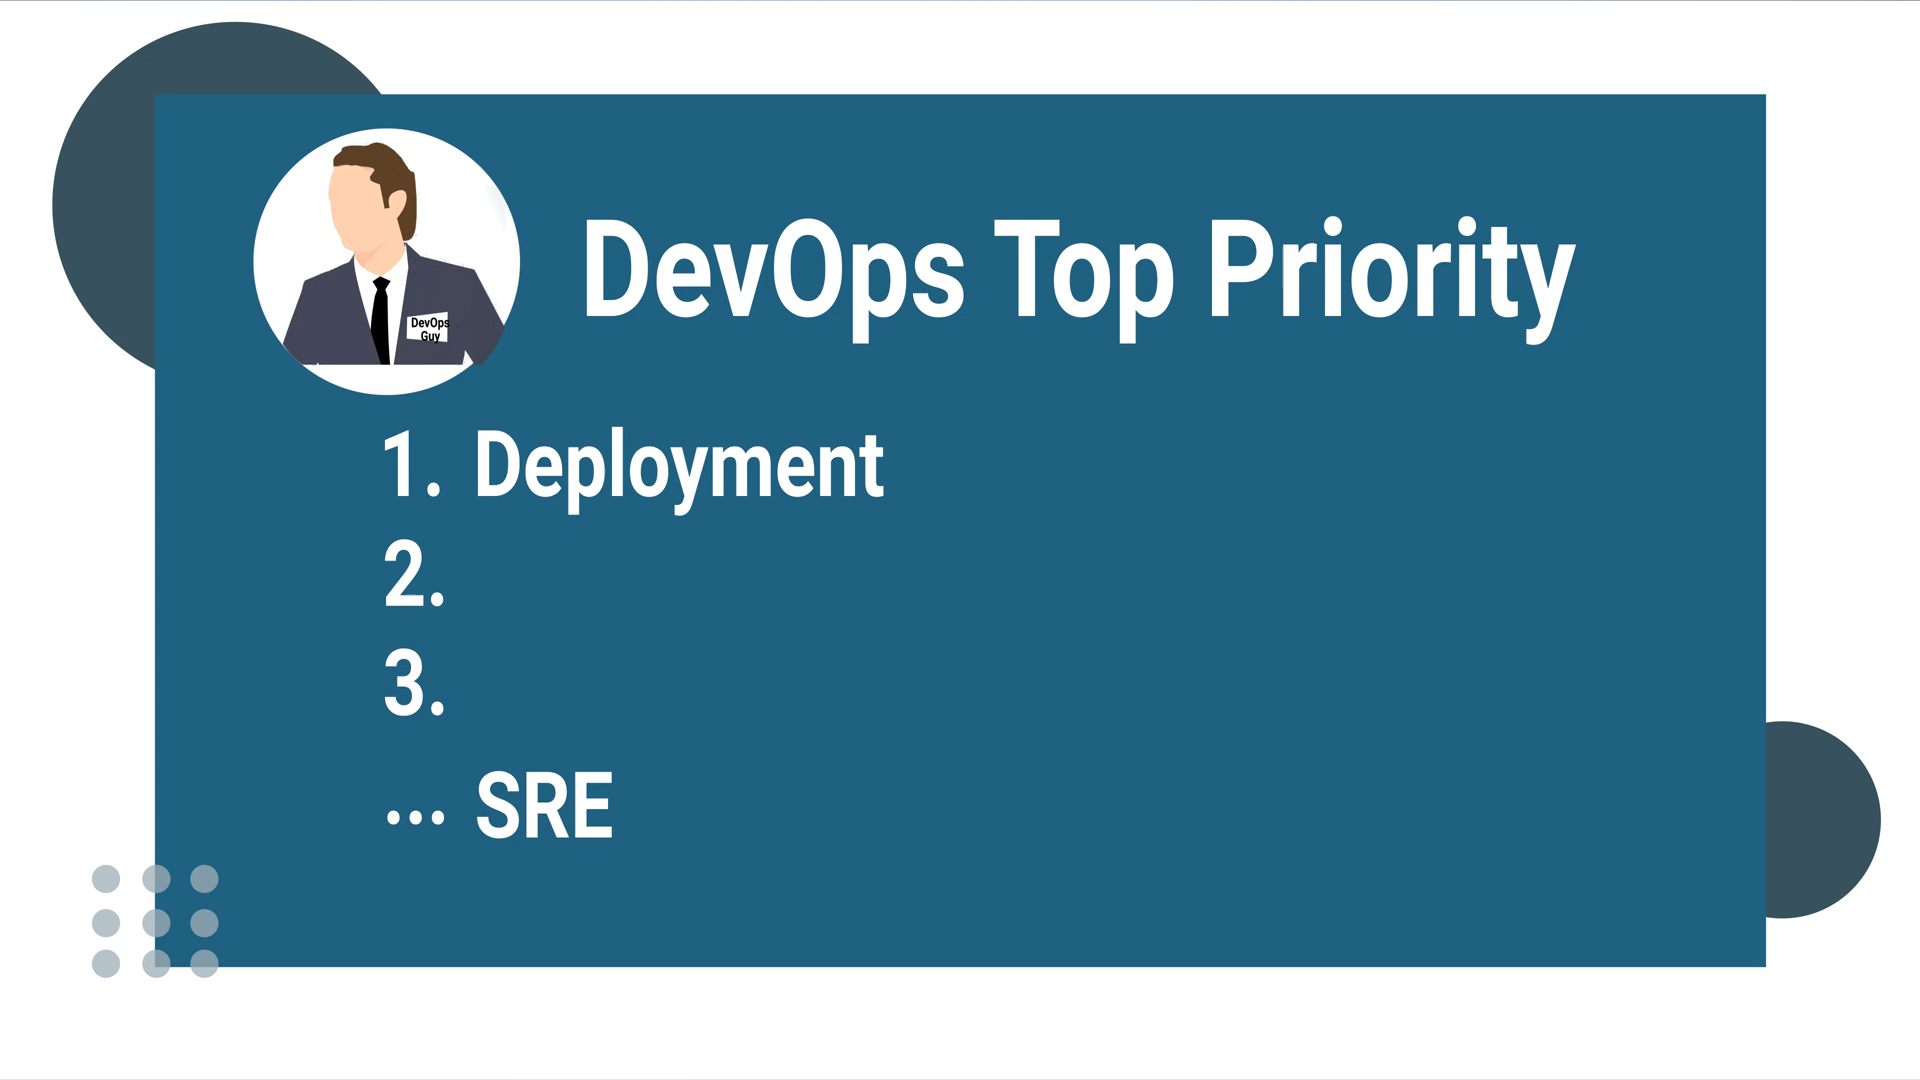 DevOps Top Priority
DevOps
Guy
1. Deployment
2.
3.
... SRE